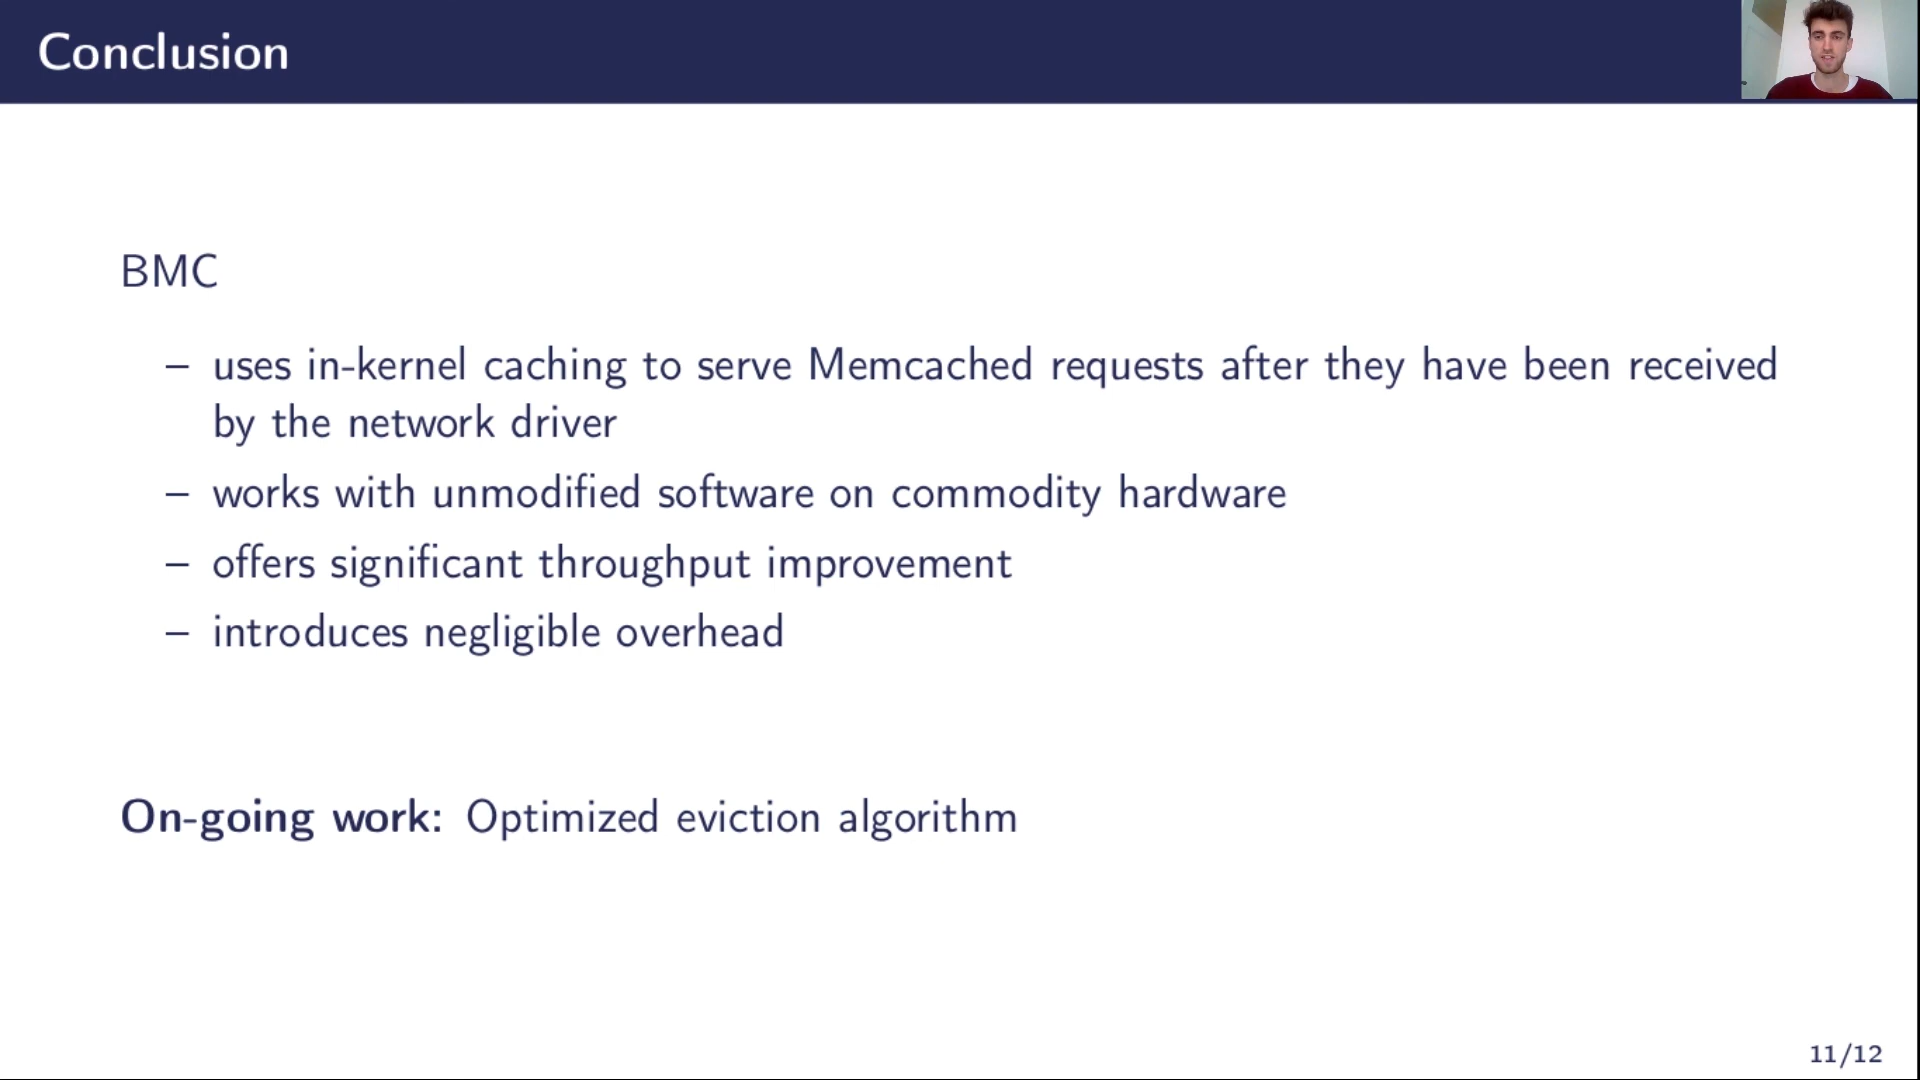 Conclusion
BMC
– uses in-kernel caching to serve Memcached requests after they have been received
by the network driver
– works with unmodified software on commodity hardware
– offers significant throughput improvement
– introduces negligible overhead
On-going work: Optimized eviction algorithm
11/12